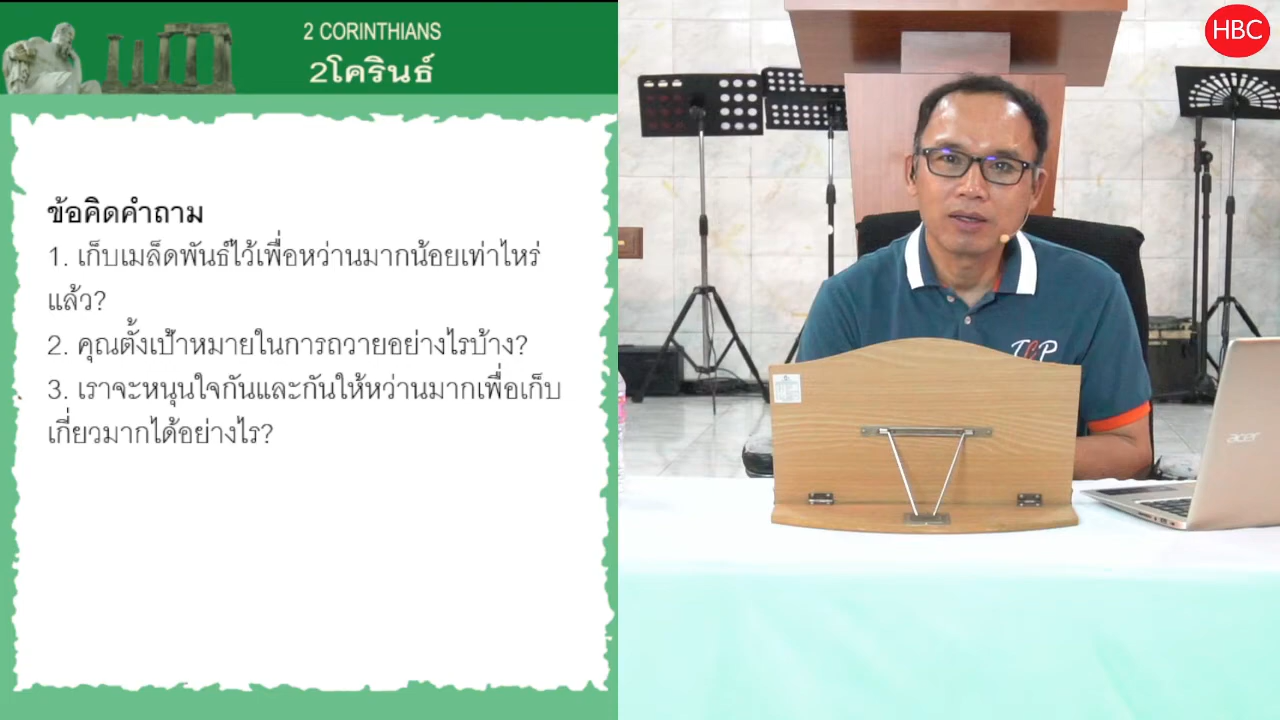 2 CORINTHIANS
2โครินธ์
ข้อคิดคำถาม
1. เก็บเมล็ดพันธ์ไว้เพื่อหว่านมากน้อยเท่าไหร่
แล้ว?
2. คุณตั้งเป้าหมายในการถวายอย่างไรบ้าง?
3. เราจะหนุนใจกันและกันให้หว่านมากเพื่อเก็บ
เกี่ยวมากได้อย่างไร?
HBC
acer